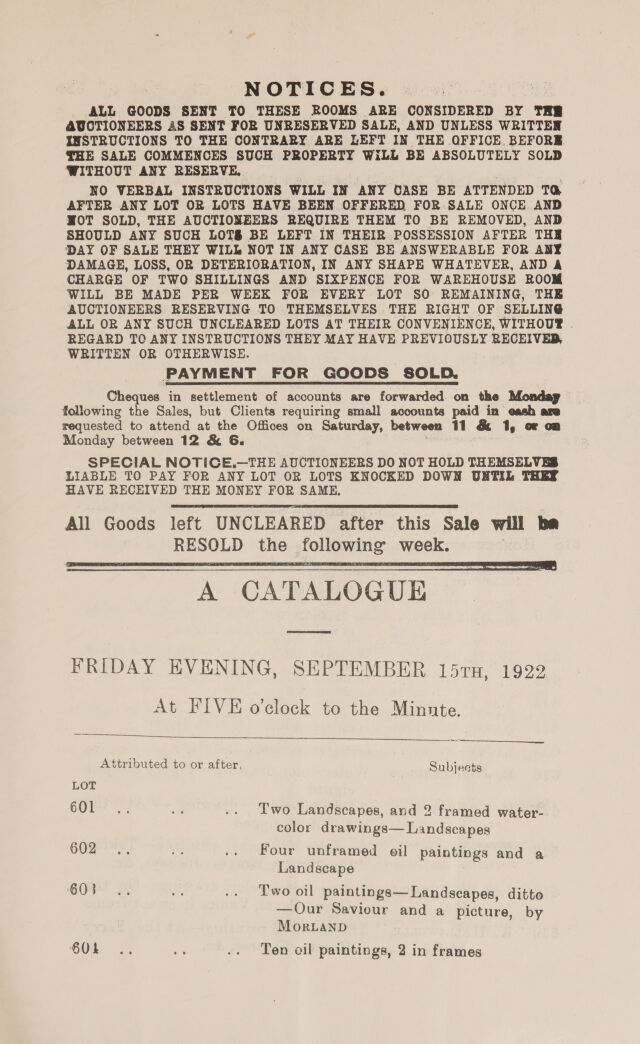 NOTICES.
ALL GOODS SENT TO THESE ROOMS ARE CONSIDERED BY THE
AUCTIONEERS AS SENT FOR UNRESERVED SALE, AND UNLESS WRITTEN
INSTRUCTIONS TO THE CONTRARY ARE LEFT IN THE OFFICE BEFORE
THE SALE COMMENCES SUCH PROPERTY WILL BE ABSOLUTELY SOLD
WITHOUT ANY RESERVE.
NO VERBAL INSTRUCTIONS WILL IN ANY CASE BE ATTENDED TO.
AFTER ANY LOT OR LOTS HAVE BEEN OFFERED FOR SALE ONCE AND
NOT SOLD, THE AUCTIONEERS REQUIRE THEM TO BE REMOVED, AND
SHOULD ANY SUCH LOTS BE LEFT IN THEIR POSSESSION AFTER THE
DAY OF SALE THEY WILL NOT IN ANY CASE BE ANSWERABLE FOR ANY
DAMAGE, LOSS, OR DETERIORATION, IN ANY SHAPE WHATEVER, AND A
CHARGE OF TWO SHILLINGS AND SIXPENCE FOR WAREHOUSE ROOM
WILL BE MADE PER WEEK FOR EVERY LOT SO REMAINING, THE
AUCTIONEERS RESERVING TO THEMSELVES THE RIGHT OF SELLING
ALL OR ANY SUCH UNCLEARED LOTS AT THEIR CONVENIENCE, WITHOUT
REGARD TO ANY INSTRUCTIONS THEY MAY HAVE PREVIOUSLY RECEIVED,
WRITTEN OR OTHERWISE.
PAYMENT FOR GOODS SOLD.
Cheques in settlement of accounts are forwarded on the Monday
following the Sales, but Clients requiring small accounts paid in cash are
requested to attend at the Offices on Saturday, between 11 & 1, or on
Monday between 12 & 6.
SPECIAL NOTICE.—THE AUCTIONEERS DO NOT HOLD THEMSELVES
LIABLE TO PAY FOR ANY LOT OR LOTS KNOCKED DOWN UNTIL THEY
HAVE RECEIVED THE MONEY FOR SAME.
All Goods left UNCLEARED after this Sale will be
RESOLD the following week.
A CATALOGUE
FRIDAY EVENING, SEPTEMBER 15TH, 1922
At FIVE o'clock to the Minute.
Attributed to or after. Subjects
LOT
601 .. .. .. Two Landscapes, and 2 framed water-
color drawings—Landscapes
602 .. .. .. Four unframed oil paintings and a
Landscape
603 .. .. .. Two oil paintings—Landscapes, ditto
—Our Saviour and a picture, by
MORLAND
604 .. .. .. Ten oil paintings, 2 in frames